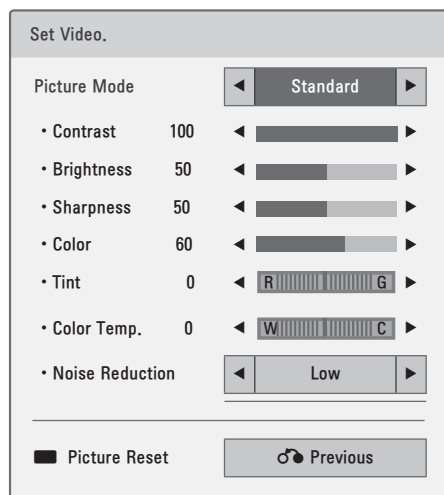 Set Video.
Picture Mode Standard
• Contrast 100
• Brightness 50
• Sharpness 50
• Color 60
• Tint 0 R G
• Color Temp. 0 W C
• Noise Reduction Low
Picture Reset Previous